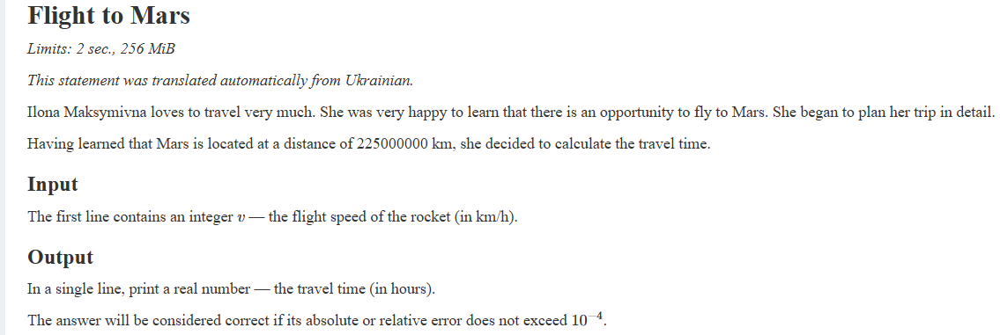 Flight to Mars
Limits: 2 sec., 256 MiB
This statement was translated automatically from Ukrainian.
Ilona Maksymivna loves to travel very much. She was very happy to learn that there is an opportunity to fly to Mars. She began to plan her trip in detail.
Having learned that Mars is located at a distance of 225000000 km, she decided to calculate the travel time.
Input
The first line contains an integer v — the flight speed of the rocket (in km/h).
Output
In a single line, print a real number — the travel time (in hours).
The answer will be considered correct if its absolute or relative error does not exceed 10⁻⁴.